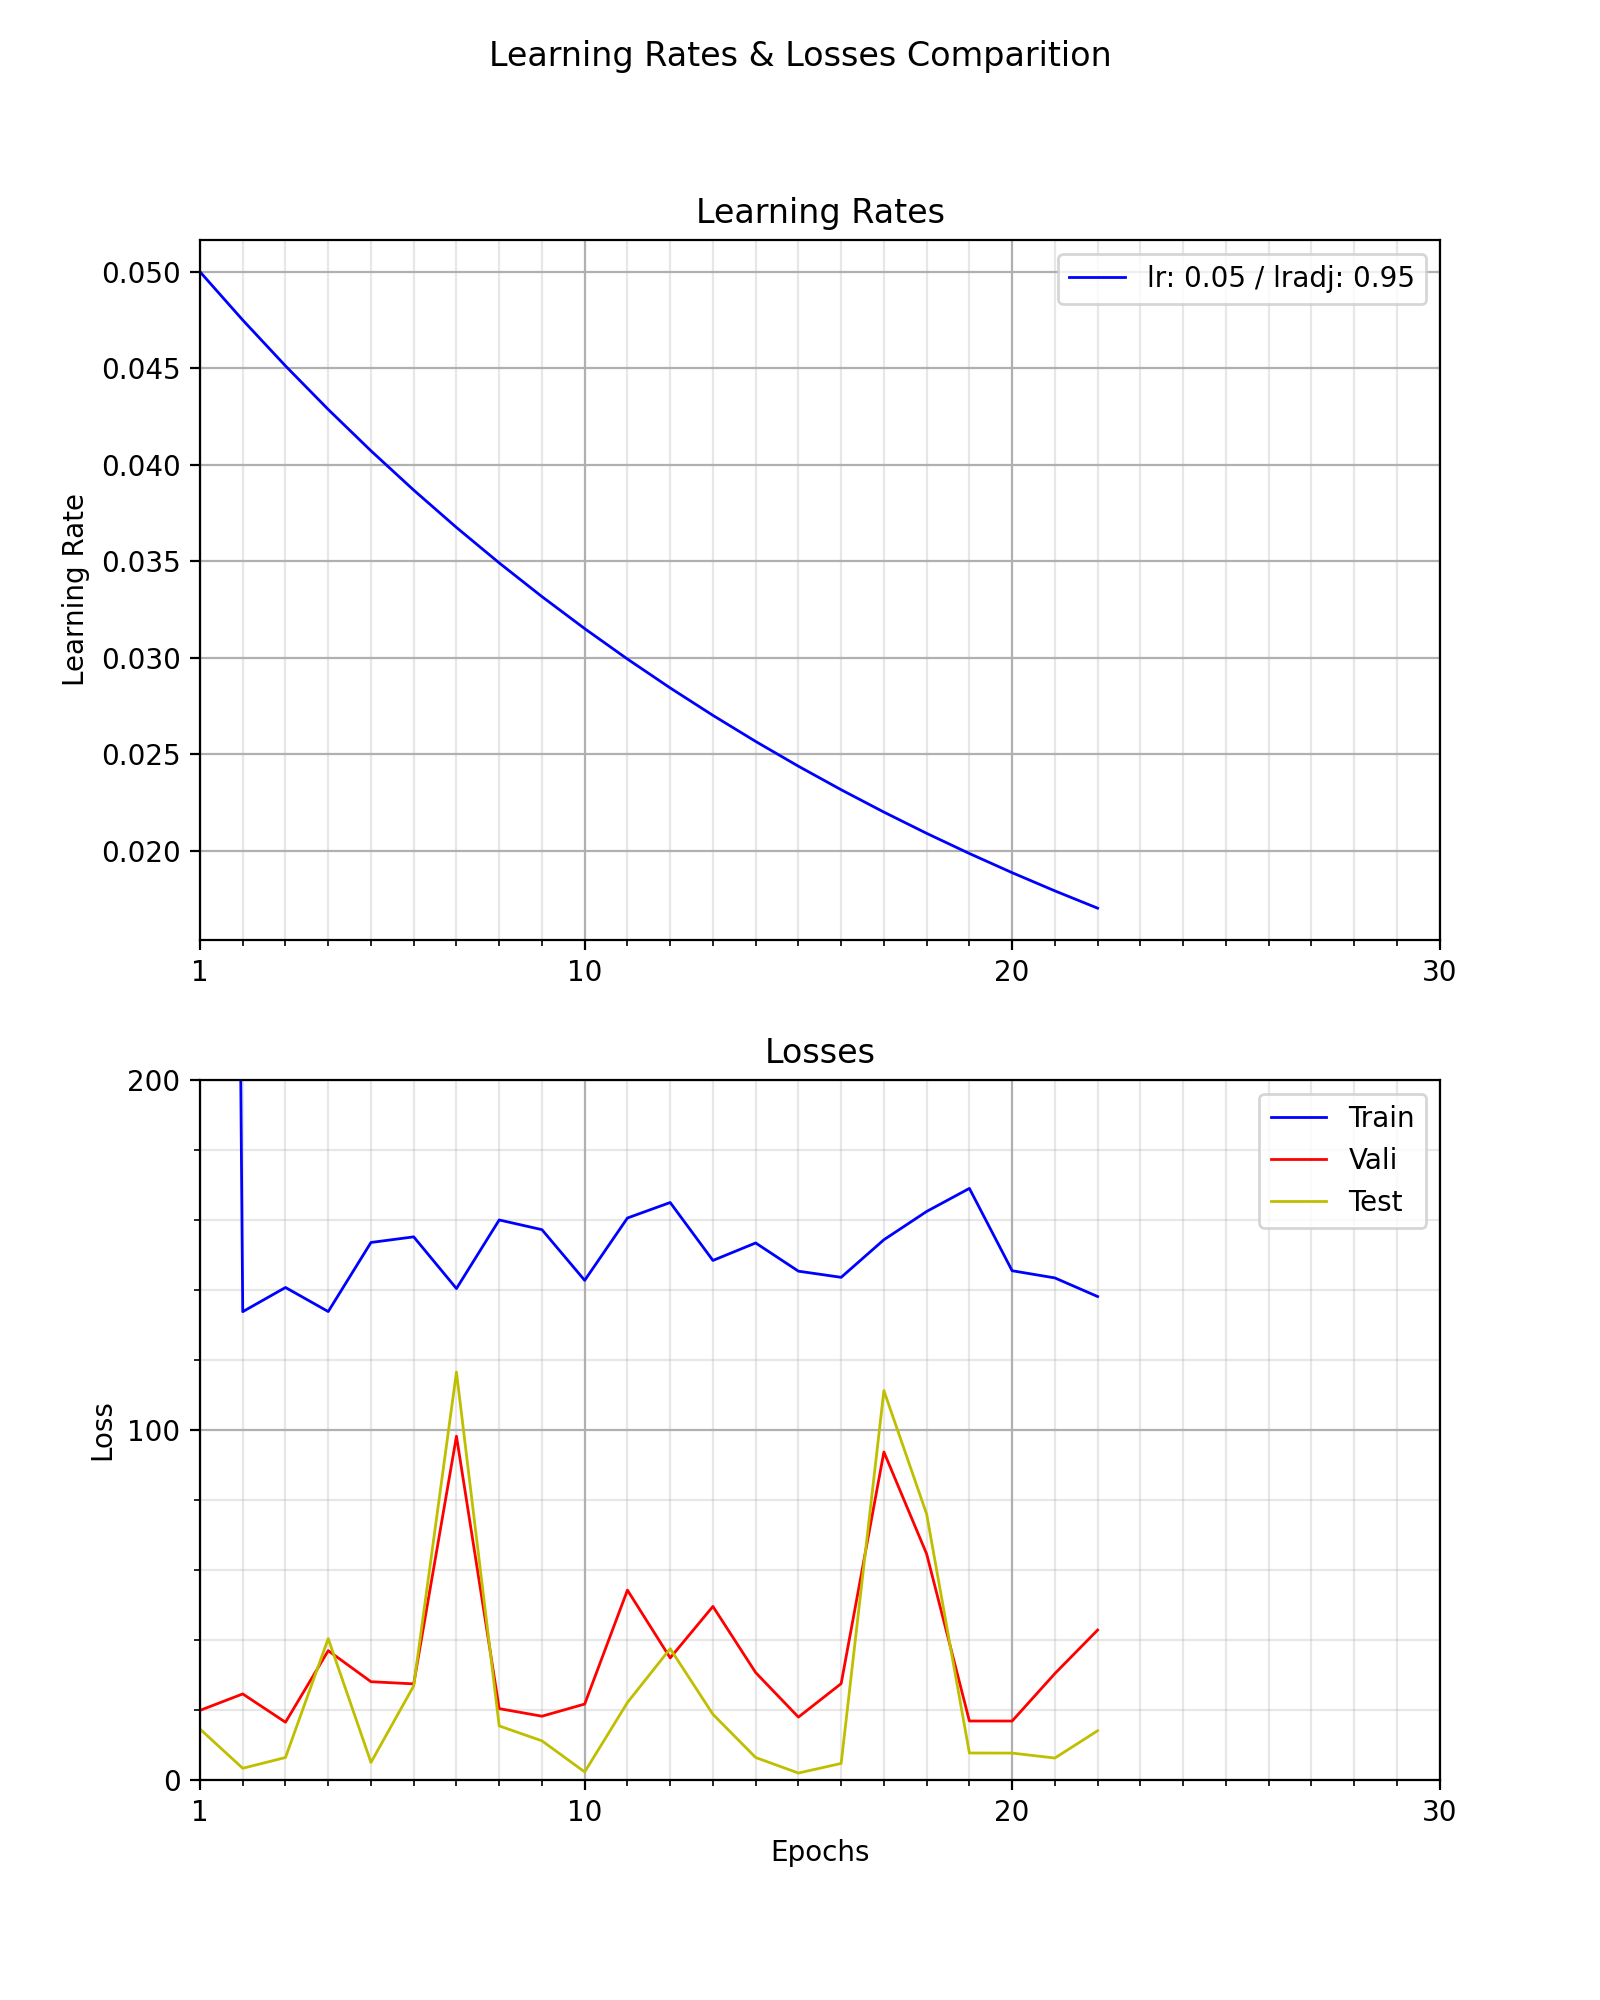 Learning Rates & Losses Comparition
Learning Rates
lr: 0.05 / lradj: 0.95
0.050
0.045
0.040
0.035
0.030
0.025
0.020
Learning Rate
1 10 20 30
Losses
Train
Vali
Test
200
100
0
Loss
1 10 20 30
Epochs